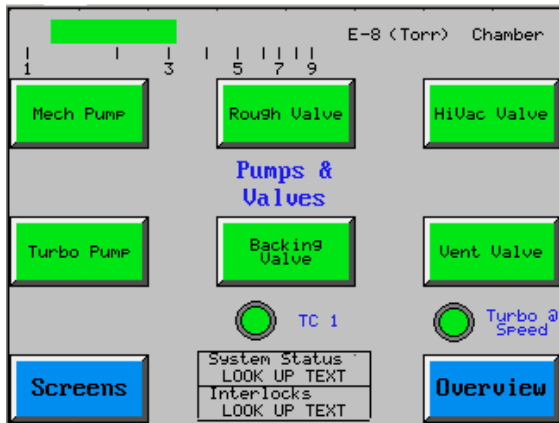 E-8 (Torr) Chamber
1 3 5 7 9
Mech Pump Rough Valve HiVac Valve
Pumps &
Valves
Turbo Pump Backing
Valve Vent Valve
TC 1 Turbo @
Speed
System Status
LOOK UP TEXT
Interlocks
LOOK UP TEXT
Screens Overview